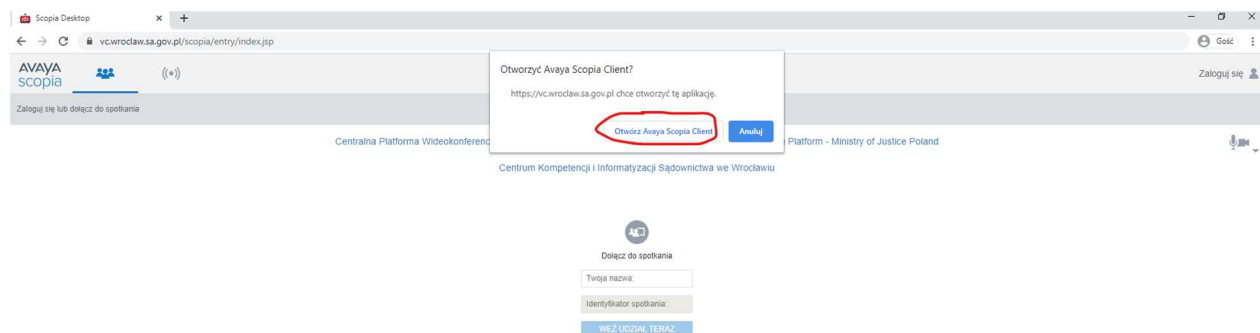 Scopia Desktop
vc.wroclaw.sa.gov.pl/scopia/entry/index.jsp
Gość
AVAYA
scopia
Zaloguj się
Zaloguj się lub dołącz do spotkania
Otworzyć Avaya Scopia Client?
https://vc.wroclaw.sa.gov.pl chce otworzyć tę aplikację.
Otwórz Avaya Scopia Client
Anuluj
Centralna Platforma Wideokonferenc
Platform - Ministry of Justice Poland
Centrum Kompetencji i Informatyzacji Sądownictwa we Wrocławiu
Dołącz do spotkania
Twoja nazwa:
Identyfikator spotkania:
WEŹ UDZIAŁ TERAZ